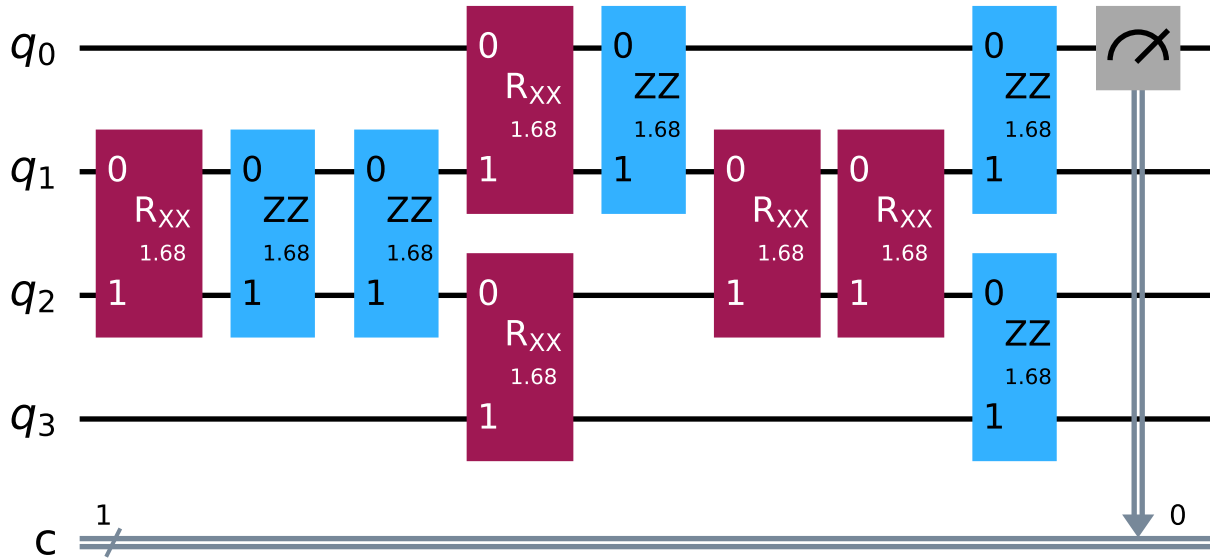 q0 0 0 0
RXX ZZ ZZ
1.68 1.68 1.68
q1 0 0 0 1 1 0 0 1
RXX ZZ ZZ RXX RXX
1.68 1.68 1.68 1.68 1.68
q2 1 1 1 0 1 1 0
RXX ZZ
1.68 1.68
q3 1 1
1 0
c